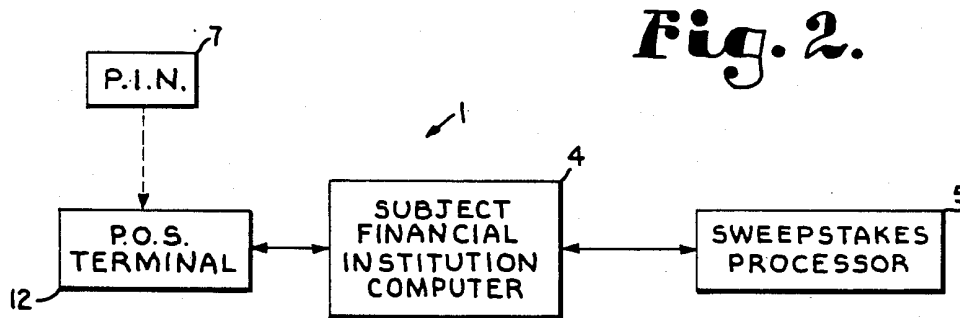 Fig. 2.
7
P.I.N.
1
4
5
P.O.S.
TERMINAL
12
SUBJECT
FINANCIAL
INSTITUTION
COMPUTER
SWEEPSTAKES
PROCESSOR